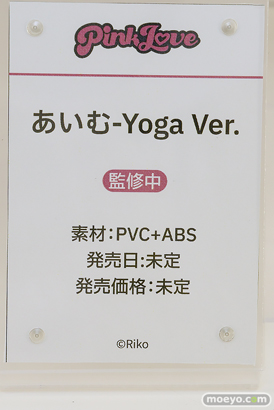 PinkLove
あいむ-Yoga Ver.
監修中
素材:PVC+ABS
発売日:未定
発売価格:未定
©Riko
moeyo.com